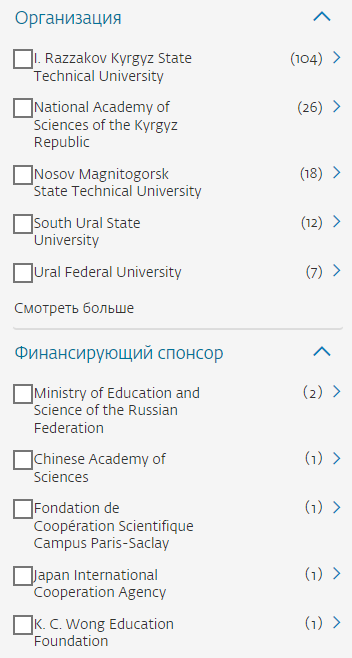 Организация
I. Razzakov Kyrgyz State (104)
Technical University
National Academy of (26)
Sciences of the Kyrgyz
Republic
Nosov Magnitogorsk (18)
State Technical University
South Ural State (12)
University
Ural Federal University (7)
Смотреть больше
Финансирующий спонсор
Ministry of Education and (2)
Science of the Russian
Federation
Chinese Academy of (1)
Sciences
Fondation de (1)
Coopération Scientifique
Campus Paris-Saclay
Japan International (1)
Cooperation Agency
K. C. Wong Education (1)
Foundation